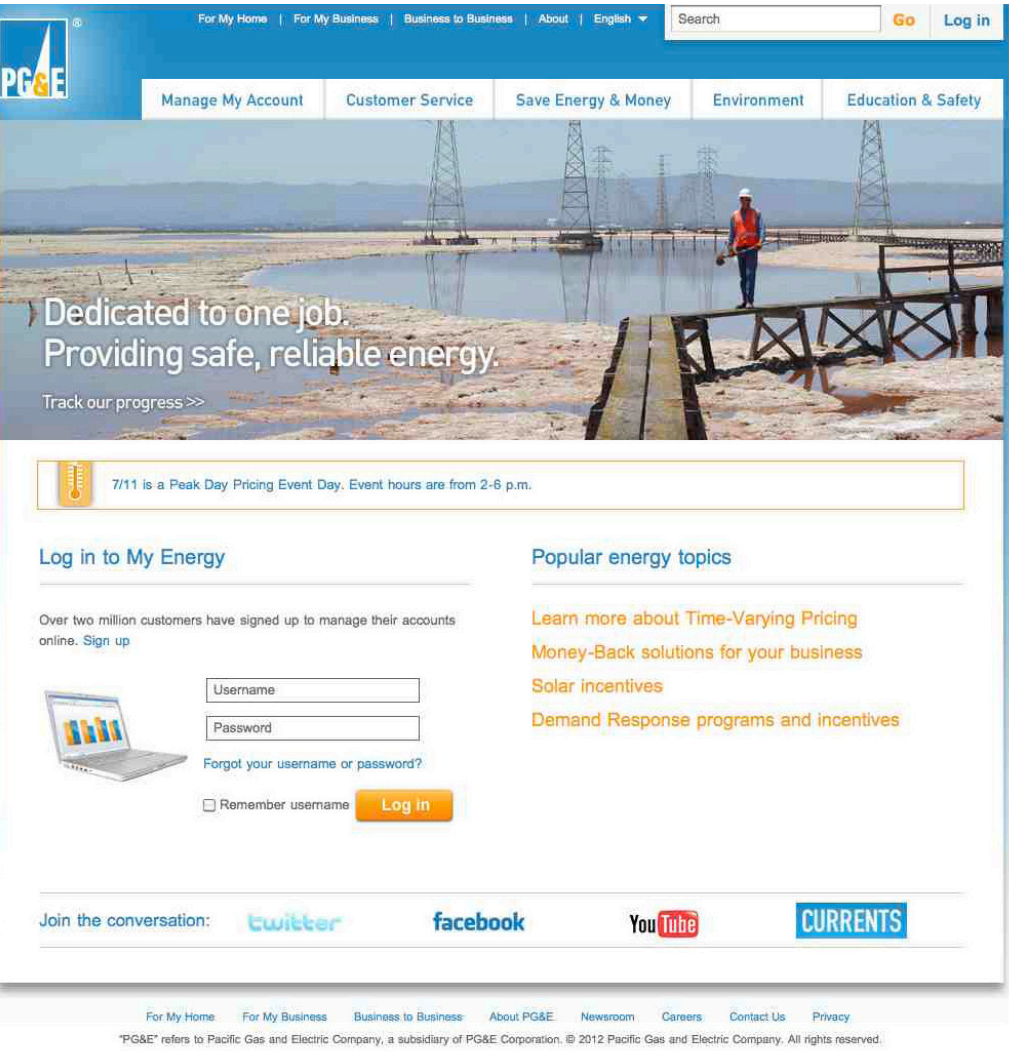 For My Home | For My Business | Business to Business | About | English
Search
Go
Log in
PG&E
®
Manage My Account
Customer Service
Save Energy & Money
Environment
Education & Safety
Dedicated to one job.
Providing safe, reliable energy.
Track our progress >>
7/11 is a Peak Day Pricing Event Day. Event hours are from 2-6 p.m.
Log in to My Energy
Over two million customers have signed up to manage their accounts
online. Sign up
Username
Password
Forgot your username or password?
Remember username
Log in
Popular energy topics
Learn more about Time-Varying Pricing
Money-Back solutions for your business
Solar incentives
Demand Response programs and incentives
Join the conversation:
twitter
facebook
YouTube
CURRENTS
For My Home
For My Business
Business to Business
About PG&E
Newsroom
Careers
Contact Us
Privacy
"PG&E" refers to Pacific Gas and Electric Company, a subsidiary of PG&E Corporation. © 2012 Pacific Gas and Electric Company. All rights reserved.